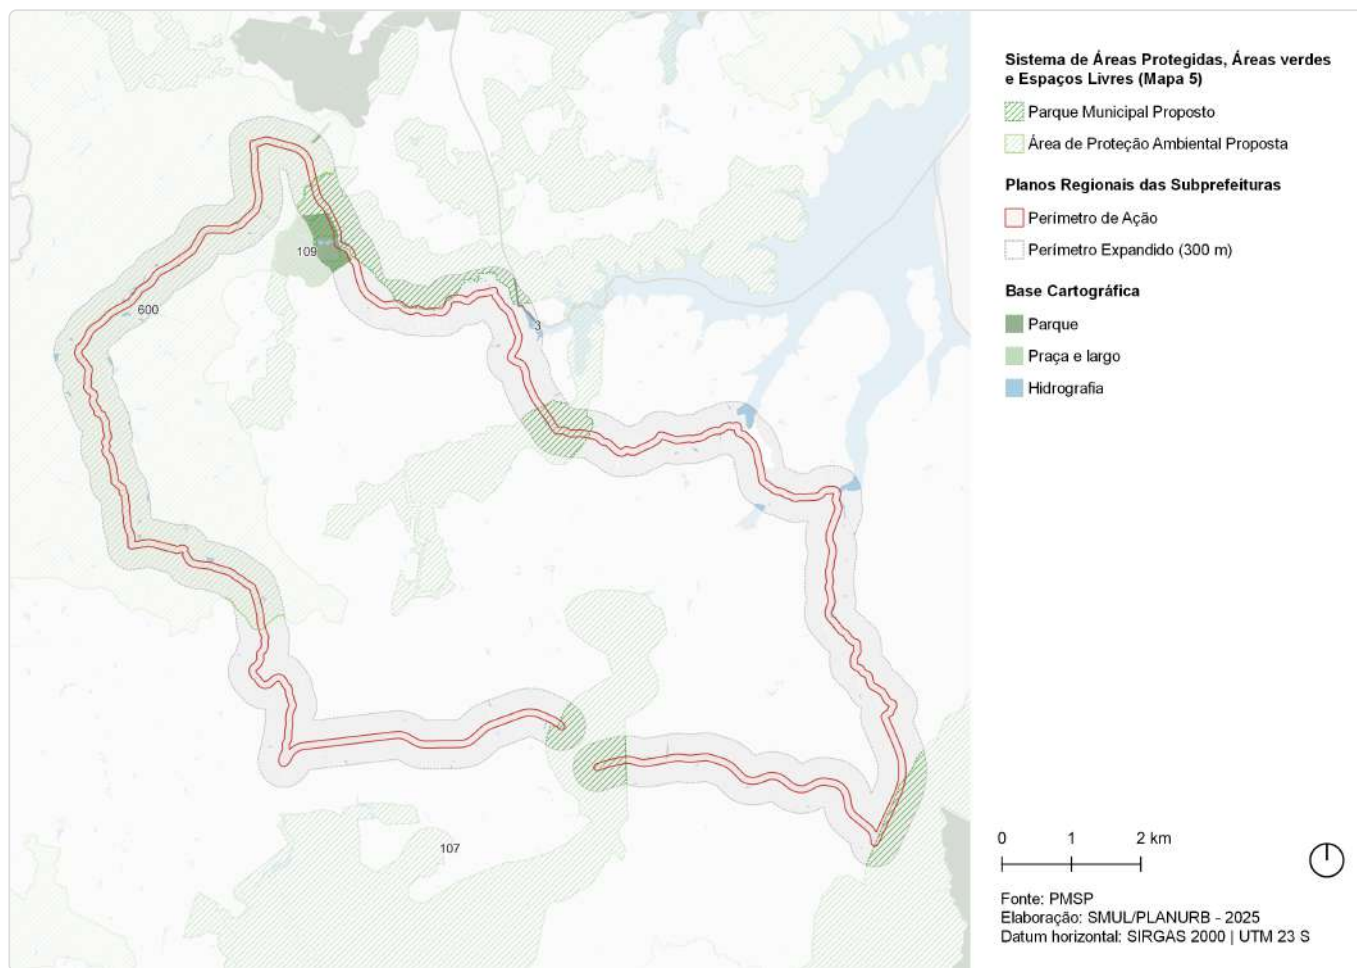 Sistema de Áreas Protegidas, Áreas verdes
e Espaços Livres (Mapa 5)
Parque Municipal Proposto
Área de Proteção Ambiental Proposta
Planos Regionais das Subprefeituras
Perímetro de Ação
Perímetro Expandido (300 m)
Base Cartográfica
Parque
Praça e largo
Hidrografia
109
600
3
107
0 1 2 km
Fonte: PMSP
Elaboração: SMUL/PLANURB - 2025
Datum horizontal: SIRGAS 2000 | UTM 23 S